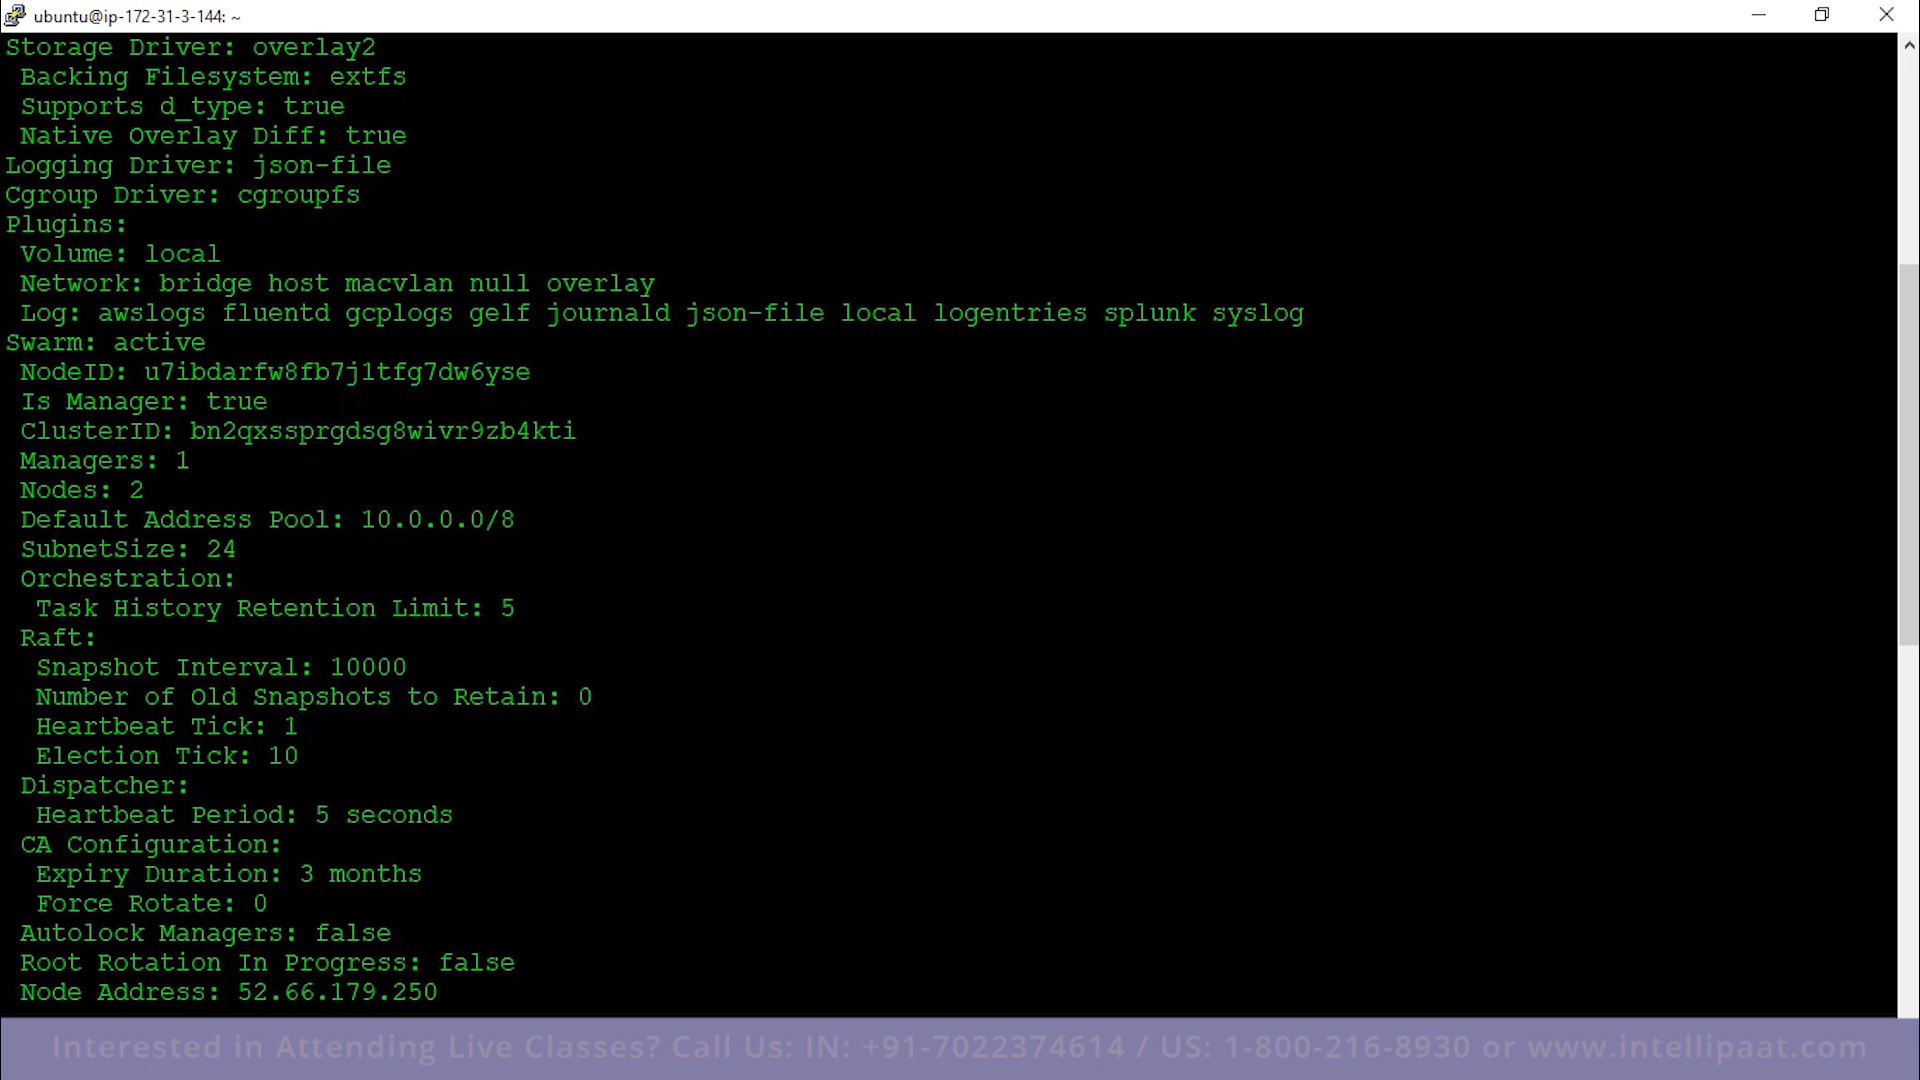 ubuntu@ip-172-31-3-144: ~
Storage Driver: overlay2
Backing Filesystem: extfs
Supports d_type: true
Native Overlay Diff: true
Logging Driver: json-file
Cgroup Driver: cgroupfs
Plugins:
Volume: local
Network: bridge host macvlan null overlay
Log: awslogs fluentd gcplogs gelf journald json-file local logentries splunk syslog
Swarm: active
NodeID: u7ibdarfw8fb7j1tfg7dw6yse
Is Manager: true
ClusterID: bn2qxssprgdsg8wivr9zb4kti
Managers: 1
Nodes: 2
Default Address Pool: 10.0.0.0/8
SubnetSize: 24
Orchestration:
Task History Retention Limit: 5
Raft:
Snapshot Interval: 10000
Number of Old Snapshots to Retain: 0
Heartbeat Tick: 1
Election Tick: 10
Dispatcher:
Heartbeat Period: 5 seconds
CA Configuration:
Expiry Duration: 3 months
Force Rotate: 0
Autolock Managers: false
Root Rotation In Progress: false
Node Address: 52.66.179.250
Interested in Attending Live Classes? Call Us: IN: +91-7022374614 / US: 1-800-216-8930 or www.intellipaat.com